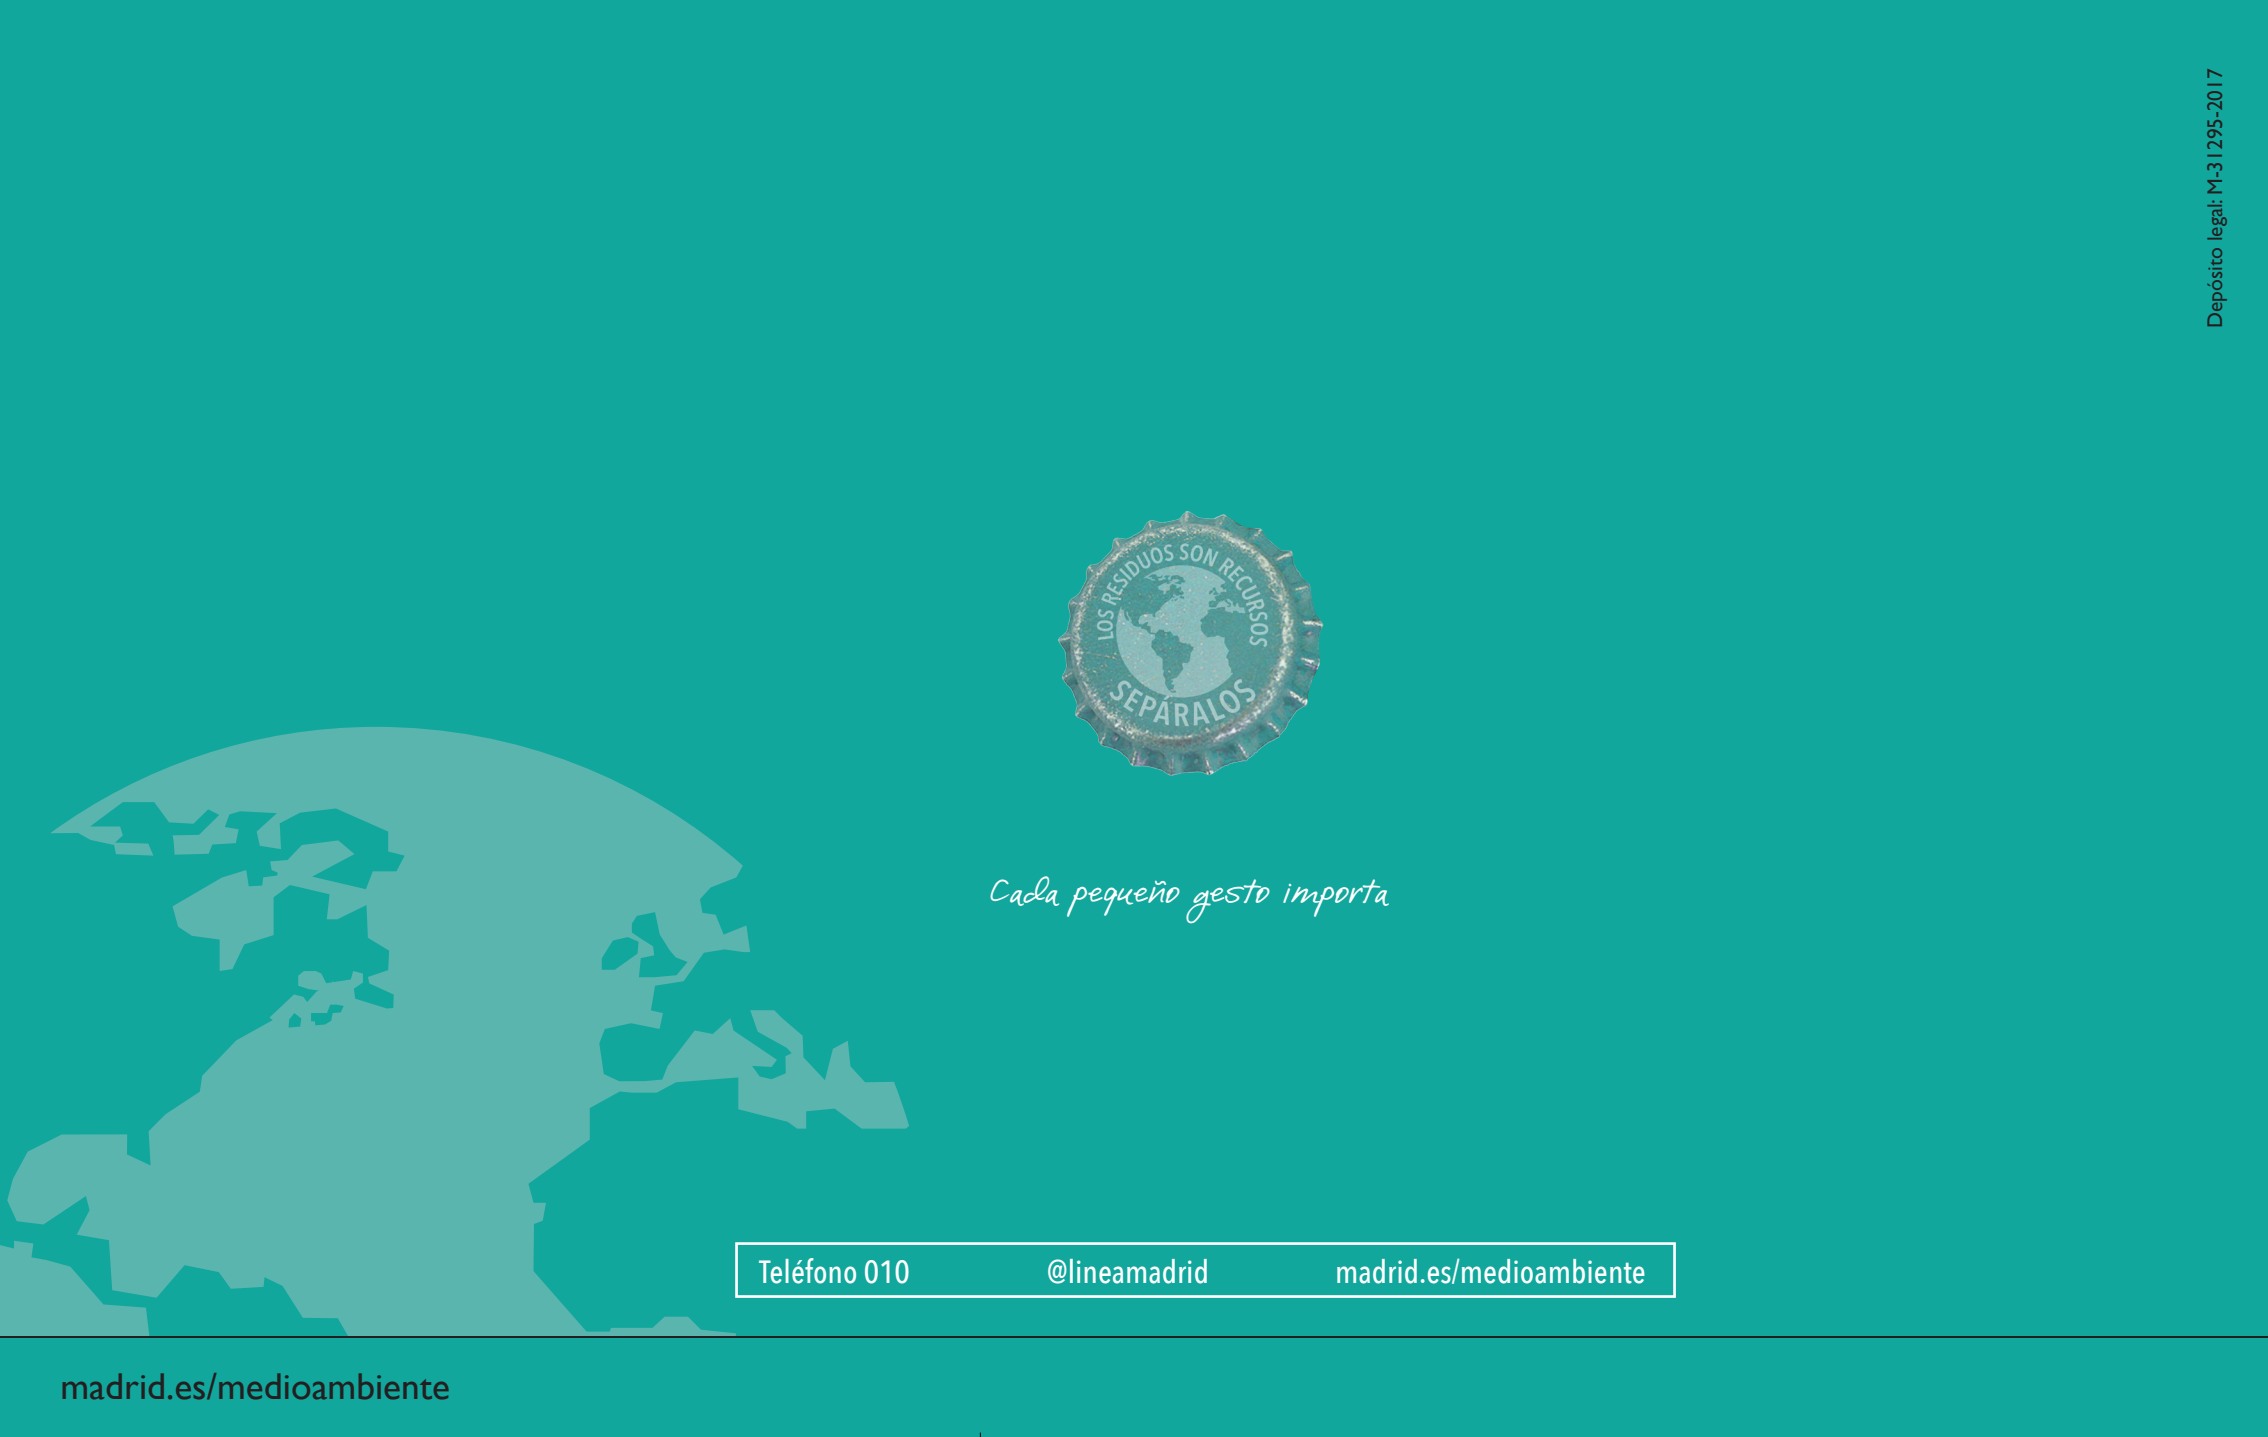 Depósito legal: M-31295-2017
LOS RESIDUOS SON RECURSOS
SEPÁRALOS
Cada pequeño gesto importa
Teléfono 010 @lineamadrid madrid.es/medioambiente
madrid.es/medioambiente